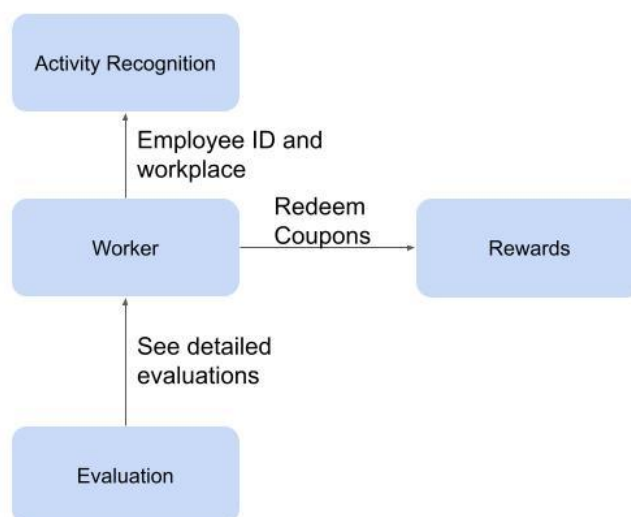 Activity Recognition
Employee ID and
workplace
Redeem
Coupons
Worker
Rewards
See detailed
evaluations
Evaluation